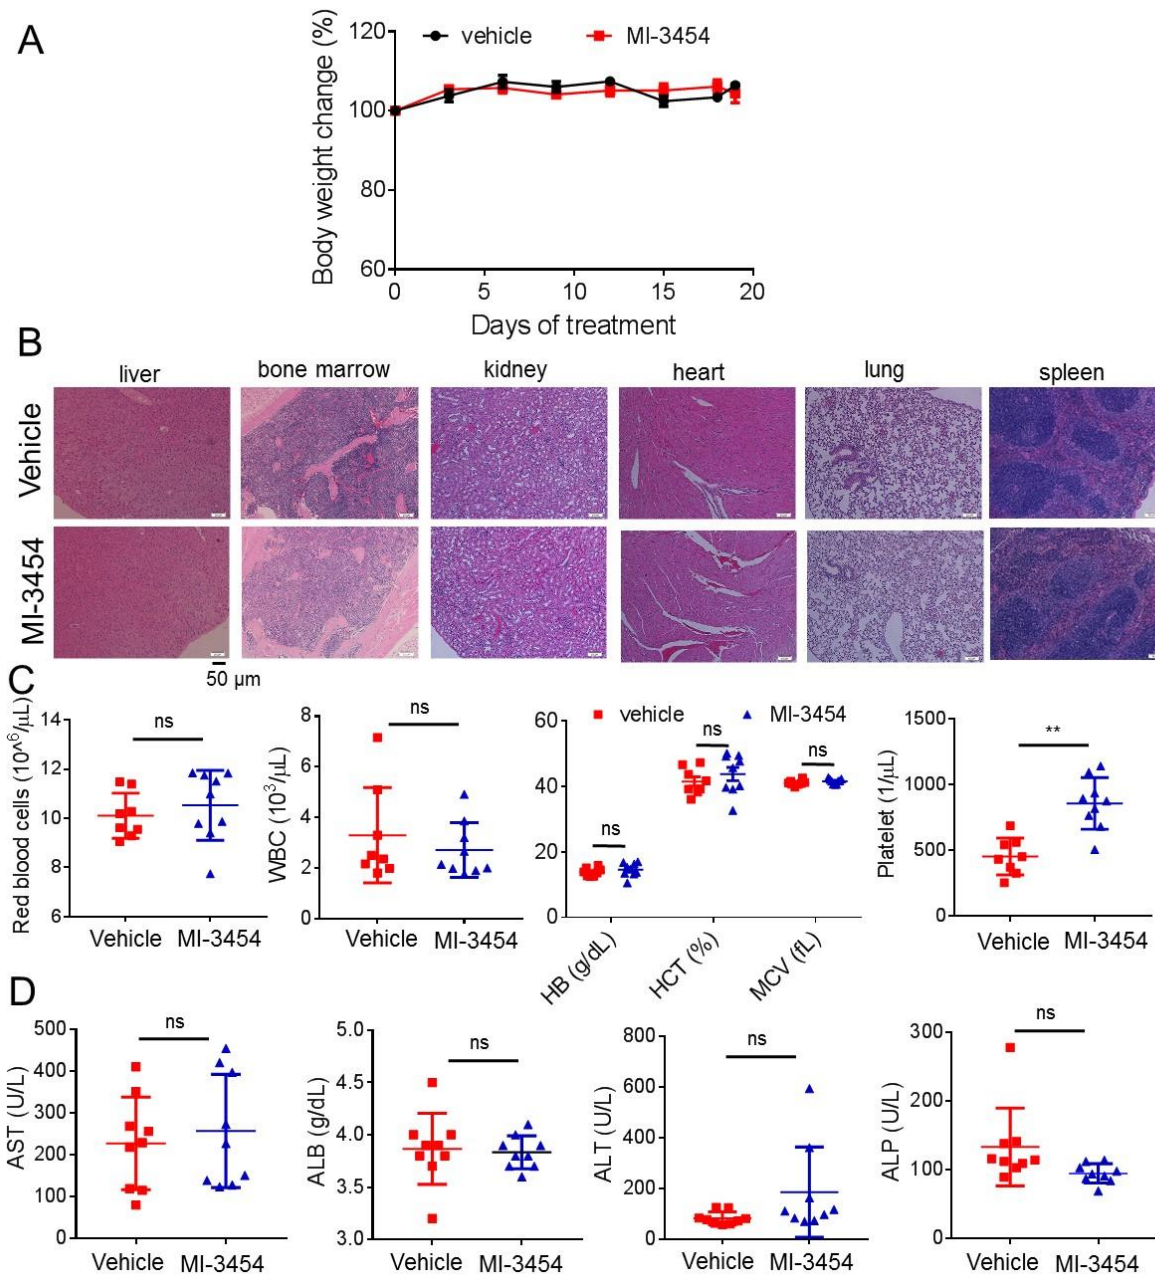 A
Body weight change (%)
120
100
80
60
vehicle
MI-3454
0
5
10
15
20
Days of treatment
B
liver
bone marrow
kidney
heart
lung
spleen
Vehicle
MI-3454
50 µm
C
Red blood cells (10^6/µL)
14
12
10
8
6
ns
Vehicle
MI-3454
WBC (10³/µL)
8
6
4
2
0
ns
Vehicle
MI-3454
vehicle
MI-3454
60
40
20
0
ns
ns
ns
HB (g/dL)
HCT (%)
MCV (fL)
Platelet (1/µL)
1500
1000
500
0
**
Vehicle
MI-3454
D
AST (U/L)
500
400
300
200
100
0
ns
Vehicle
MI-3454
ALB (g/dL)
5.0
4.5
4.0
3.5
3.0
ns
Vehicle
MI-3454
ALT (U/L)
800
600
400
200
0
ns
Vehicle
MI-3454
ALP (U/L)
300
200
100
0
ns
Vehicle
MI-3454